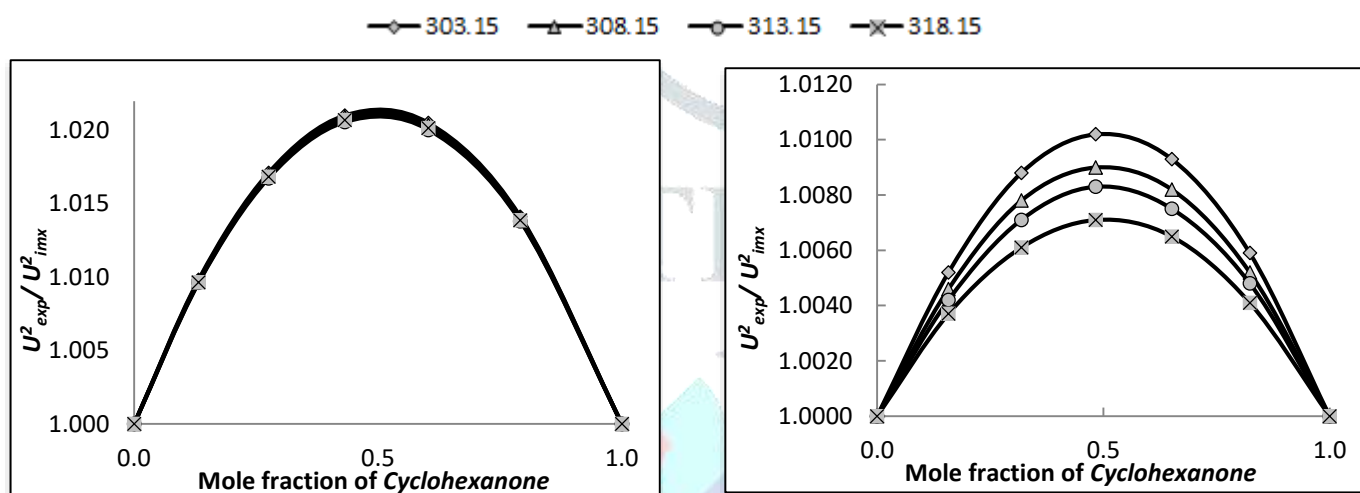 303.15 308.15 313.15 318.15
U²exp/ U²imx
1.020
1.015
1.010
1.005
1.000
0.0 0.5 1.0
Mole fraction of Cyclohexanone
U²exp/ U²imx
1.0120
1.0100
1.0080
1.0060
1.0040
1.0020
1.0000
0.0 0.5 1.0
Mole fraction of Cyclohexanone